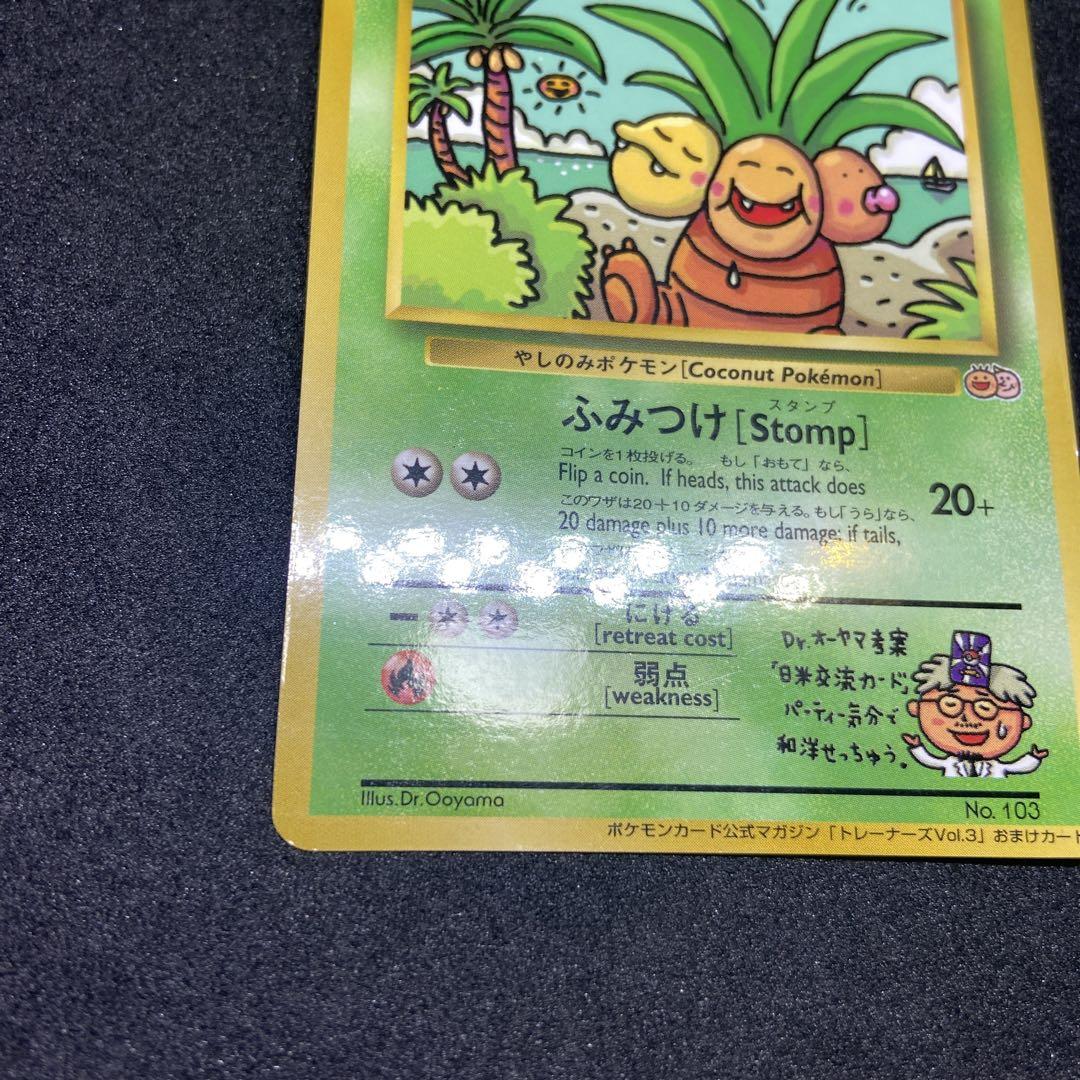 やしのみポケモン[Coconut Pokémon]
スタンプ
ふみつけ[Stomp]
コインを1枚投げる。 もし「おもて」なら、
Flip a coin. If heads, this attack does
このワザは20+10ダメージを与える。もし「うら」なら、
20 damage plus 10 more damage; if tails,
20+
にげる
[retreat cost]
弱点
[weakness]
Dr.オーヤマ考案
「日米交流カード」
パーティー気分で
和洋せっちゅう。
Illus.Dr.Ooyama
No. 103
ポケモンカード公式マガジン「トレーナーズVol.3」おまけカード